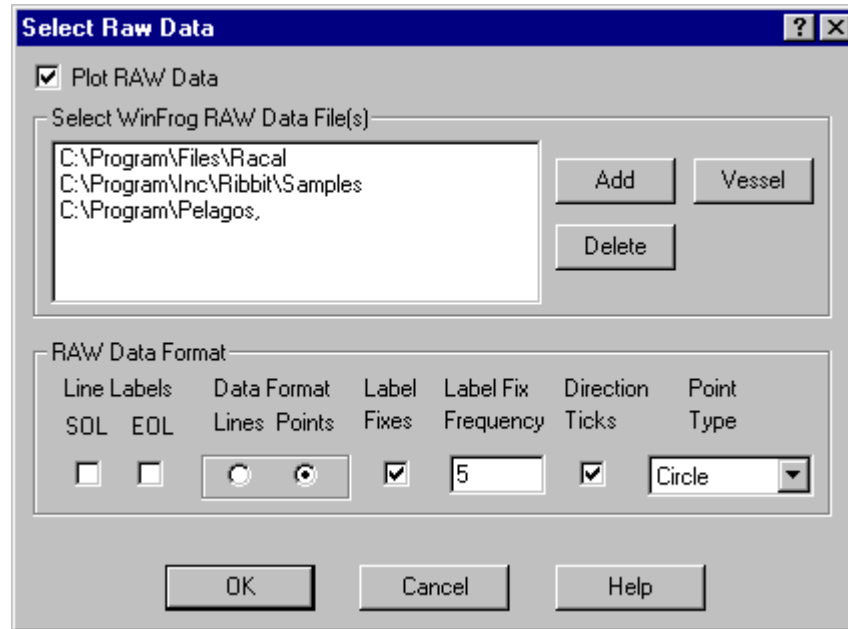 Select Raw Data
Plot RAW Data
Select WinFrog RAW Data File(s)
C:\Program\Files\Racal
C:\Program\Inc\Ribbit\Samples
C:\Program\Pelagos,
Add
Vessel
Delete
RAW Data Format
Line Labels Data Format Label Label Fix Direction Point
SOL EOL Lines Points Fixes Frequency Ticks Type
5 Circle
OK Cancel Help